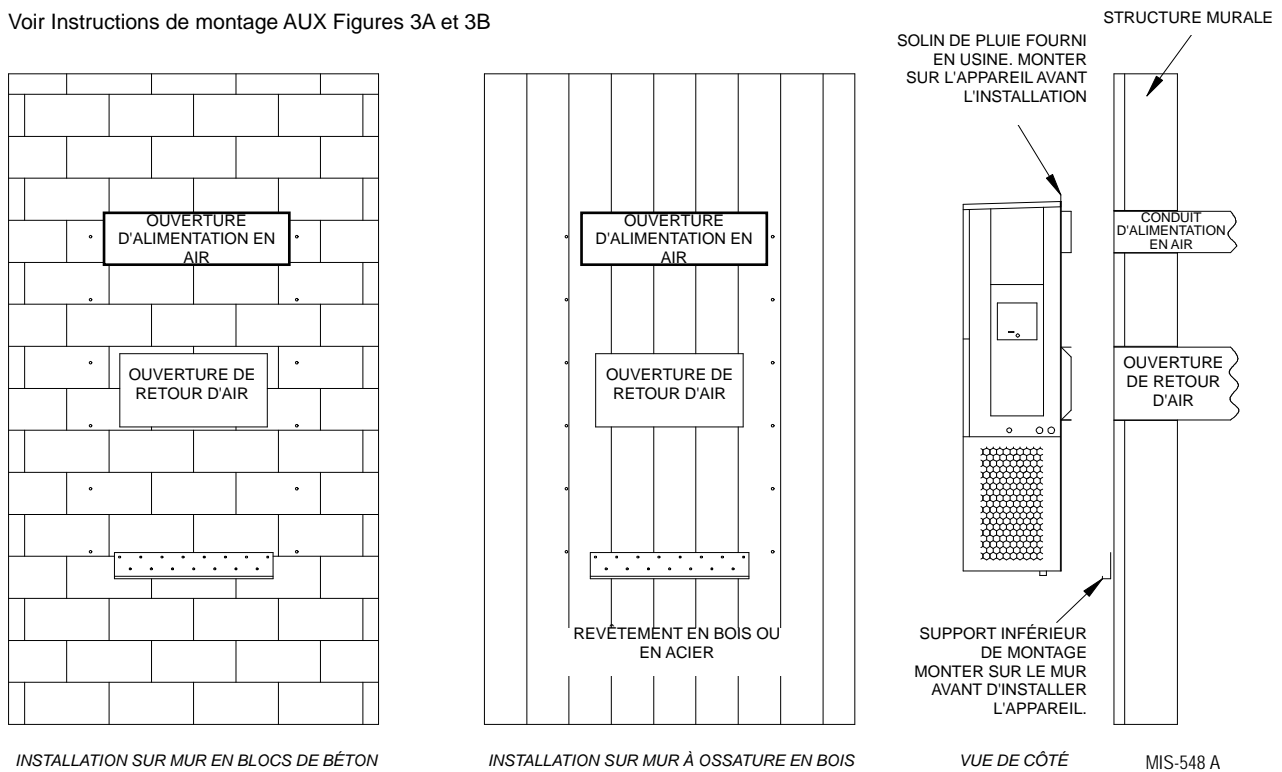 Voir Instructions de montage AUX Figures 3A et 3B
STRUCTURE MURALE
SOLIN DE PLUIE FOURNI
EN USINE. MONTER
SUR L'APPAREIL AVANT
L'INSTALLATION
OUVERTURE
D'ALIMENTATION EN
AIR
OUVERTURE
D'ALIMENTATION EN
AIR
CONDUIT
D'ALIMENTATION
EN AIR
OUVERTURE DE
RETOUR D'AIR
OUVERTURE DE
RETOUR D'AIR
OUVERTURE
DE RETOUR
D'AIR
REVÊTEMENT EN BOIS OU
EN ACIER
SUPPORT INFÉRIEUR
DE MONTAGE
MONTER SUR LE MUR
AVANT D'INSTALLER
L'APPAREIL.
INSTALLATION SUR MUR EN BLOCS DE BÉTON
INSTALLATION SUR MUR À OSSATURE EN BOIS
VUE DE CÔTÉ
MIS-548 A